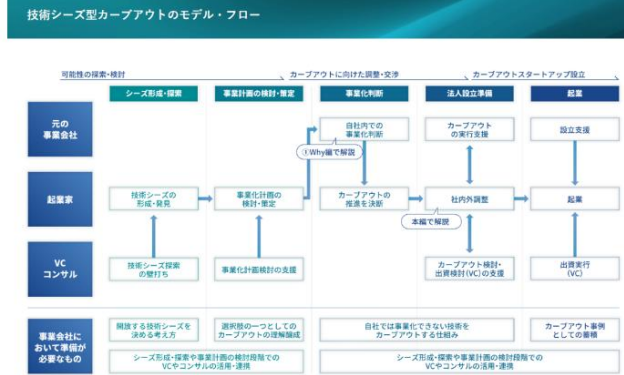 技術シーズ型カーブアウトのモデル・フロー
可能性の探索・検討
カーブアウトに向けた調整・交渉
カーブアウトスタートアップ設立
シーズ形成・探索
事業計画の検討・策定
事業化判断
法人設立準備
起業
元の
事業会社
自社内での
事業化判断
カーブアウト
の実行支援
設立支援
①Why編で解説
起業家
技術シーズの
形成・発見
事業化計画の
検討・策定
カーブアウトの
推進を決断
社内外調整
起業
本編で解説
VC
コンサル
技術シーズ探索
の壁打ち
事業化計画検討の支援
カーブアウト検討・
出資検討(VC)の支援
出資実行
(VC)
事業会社に
おいて準備が
必要なもの
開放する技術シーズを
決める考え方
選択肢の一つとしての
カーブアウトの理解醸成
自社では事業化できない技術を
カーブアウトする仕組み
カーブアウト事例
としての蓄積
シーズ形成・探索や事業計画の検討段階での
VCやコンサルの活用・連携
シーズ形成・探索や事業計画の検討段階での
VCやコンサルの活用・連携